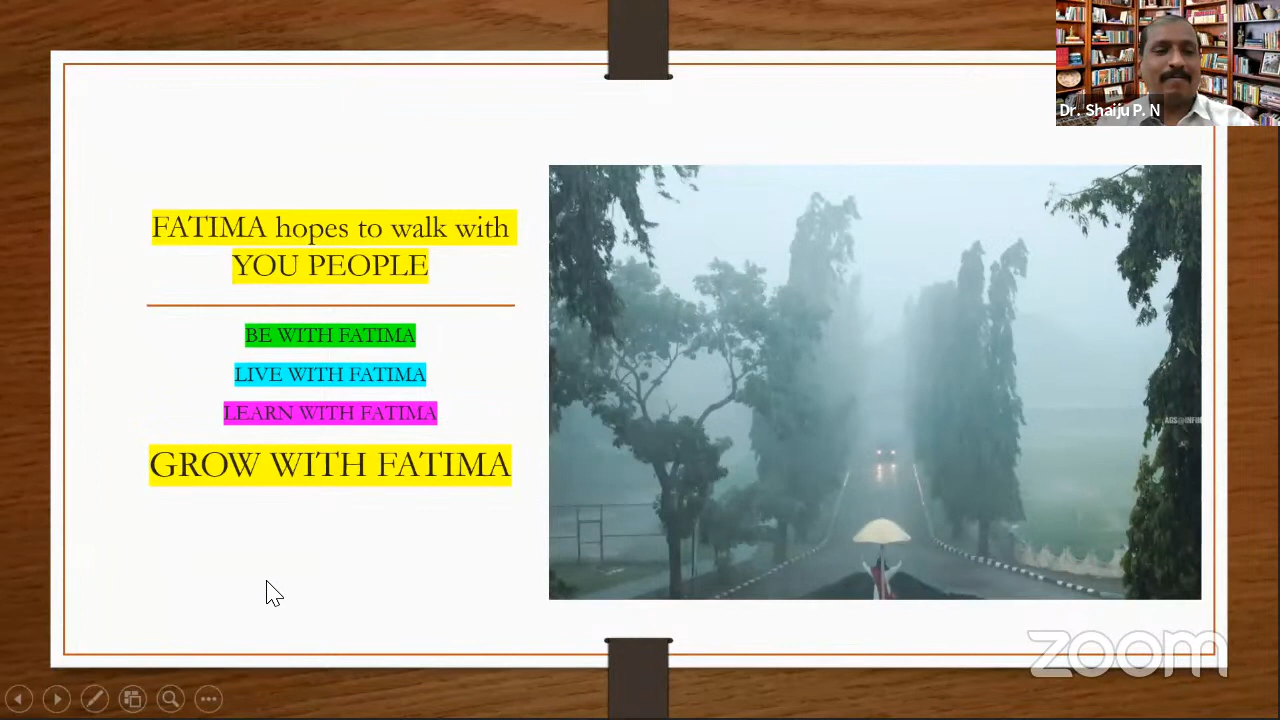 Dr. Shaiju P. N
FATIMA hopes to walk with
YOU PEOPLE
BE WITH FATIMA
LIVE WITH FATIMA
LEARN WITH FATIMA
GROW WITH FATIMA
zoom